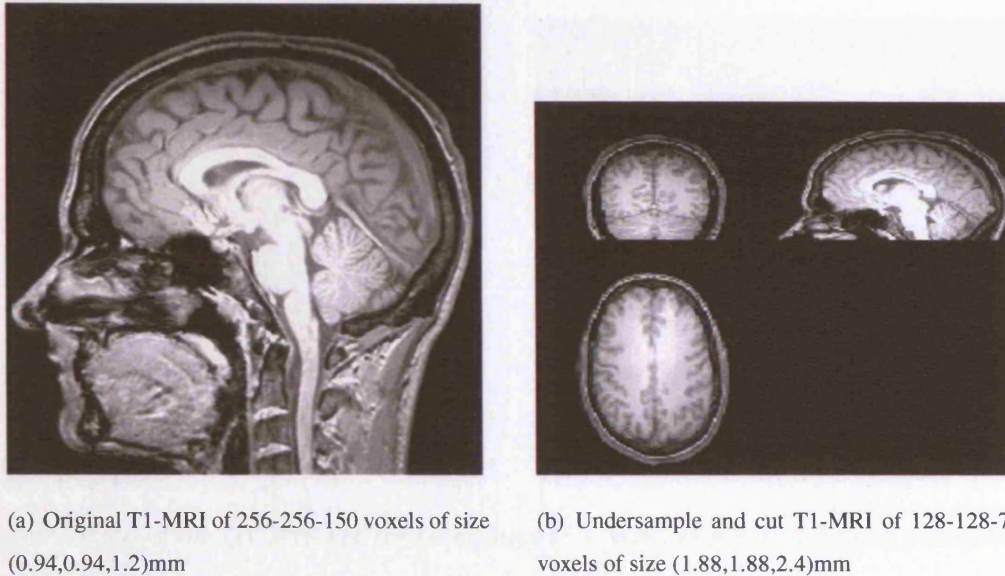 (a) Original T1-MRI of 256-256-150 voxels of size
(0.94,0.94,1.2)mm
(b) Undersample and cut T1-MRI of 128-128-7
voxels of size (1.88,1.88,2.4)mm